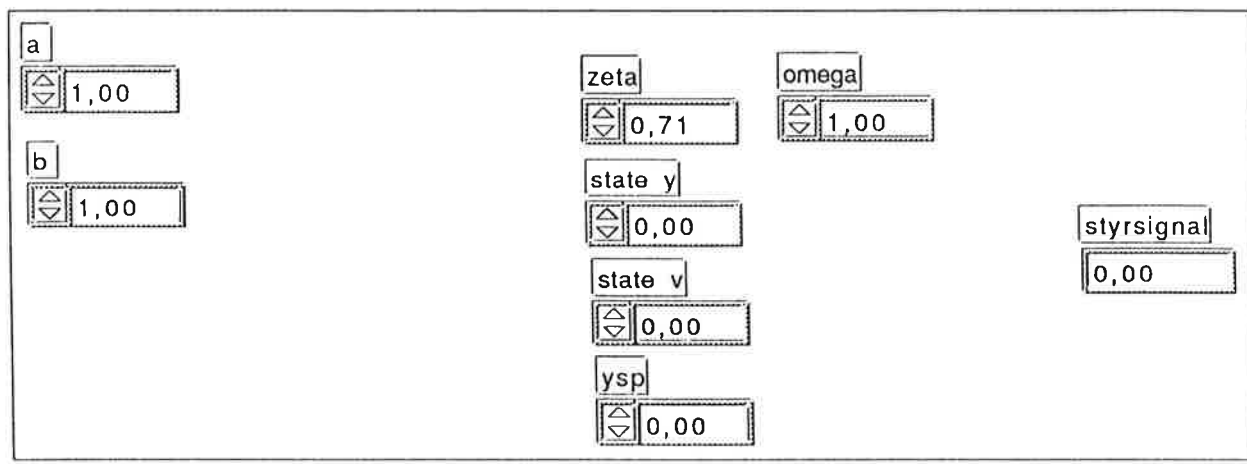 a
1,00
b
1,00
zeta
0,71
omega
1,00
state y
0,00
state v
0,00
ysp
0,00
styrsignal
0,00